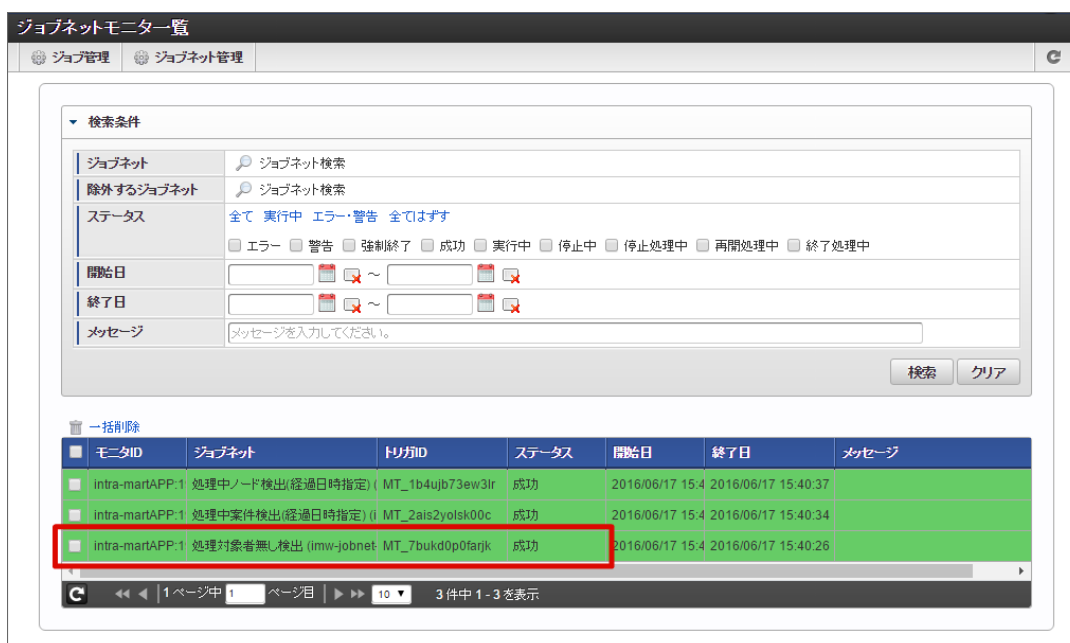 ジョブネットモニター覧
ジョブ管理 ジョブネット管理
検索条件
ジョブネット ジョブネット検索
除外するジョブネット ジョブネット検索
ステータス 全て 実行中 エラー・警告 全てはずす
エラー 警告 強制終了 成功 実行中 停止中 停止処理中 再開処理中 終了処理中
開始日 ～
終了日 ～
メッセージ メッセージを入力してください。
検索 クリア
一括削除
モニタID ジョブネット トリガID ステータス 開始日 終了日 メッセージ
intra-martAPP:1 処理中ノード検出(経過日時指定) ( MT_1b4ujb73ew3lr 成功 2016/06/17 15:4 2016/06/17 15:40:37
intra-martAPP:1 処理中案件検出(経過日時指定) (i MT_2ais2yolsk00c 成功 2016/06/17 15:4 2016/06/17 15:40:34
intra-martAPP:1 処理対象者無し検出 (imw-jobnet- MT_7bukd0p0farjk 成功 2016/06/17 15:4 2016/06/17 15:40:26
1 ページ中 1 ページ目 10 3 件中 1 - 3 を表示